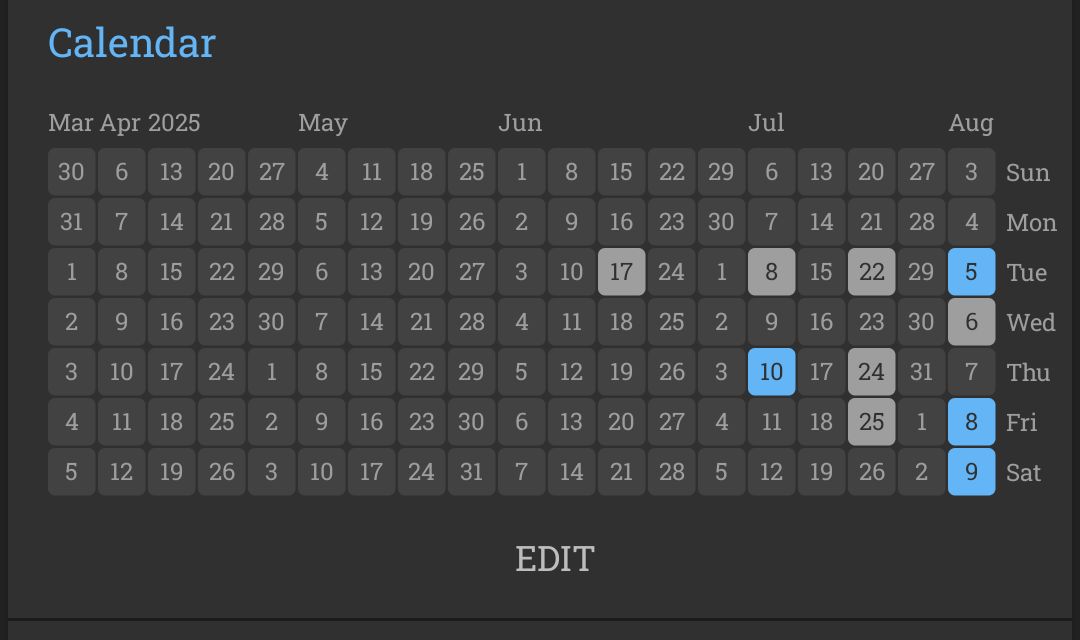 Calendar
Mar Apr 2025 May Jun Jul Aug
30 6 13 20 27 4 11 18 25 1 8 15 22 29 6 13 20 27 3 Sun
31 7 14 21 28 5 12 19 26 2 9 16 23 30 7 14 21 28 4 Mon
1 8 15 22 29 6 13 20 27 3 10 17 24 1 8 15 22 29 5 Tue
2 9 16 23 30 7 14 21 28 4 11 18 25 2 9 16 23 30 6 Wed
3 10 17 24 1 8 15 22 29 5 12 19 26 3 10 17 24 31 7 Thu
4 11 18 25 2 9 16 23 30 6 13 20 27 4 11 18 25 1 8 Fri
5 12 19 26 3 10 17 24 31 7 14 21 28 5 12 19 26 2 9 Sat
EDIT